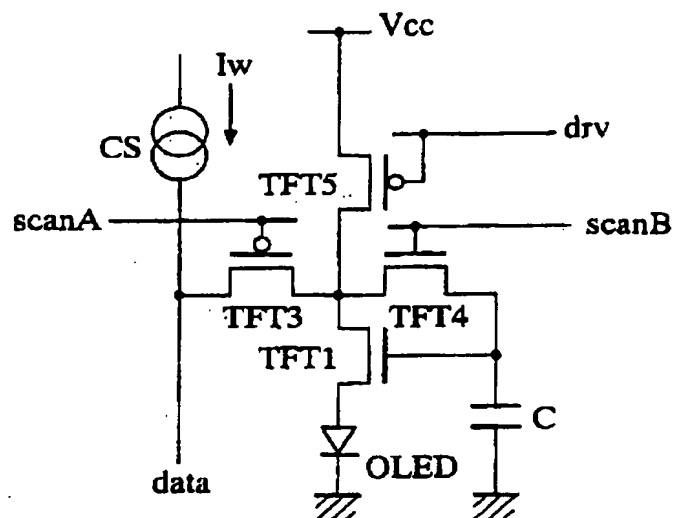 Vcc
Iw
drv
CS
TFT5
scanA
scanB
TFT3
TFT4
TFT1
C
OLED
data